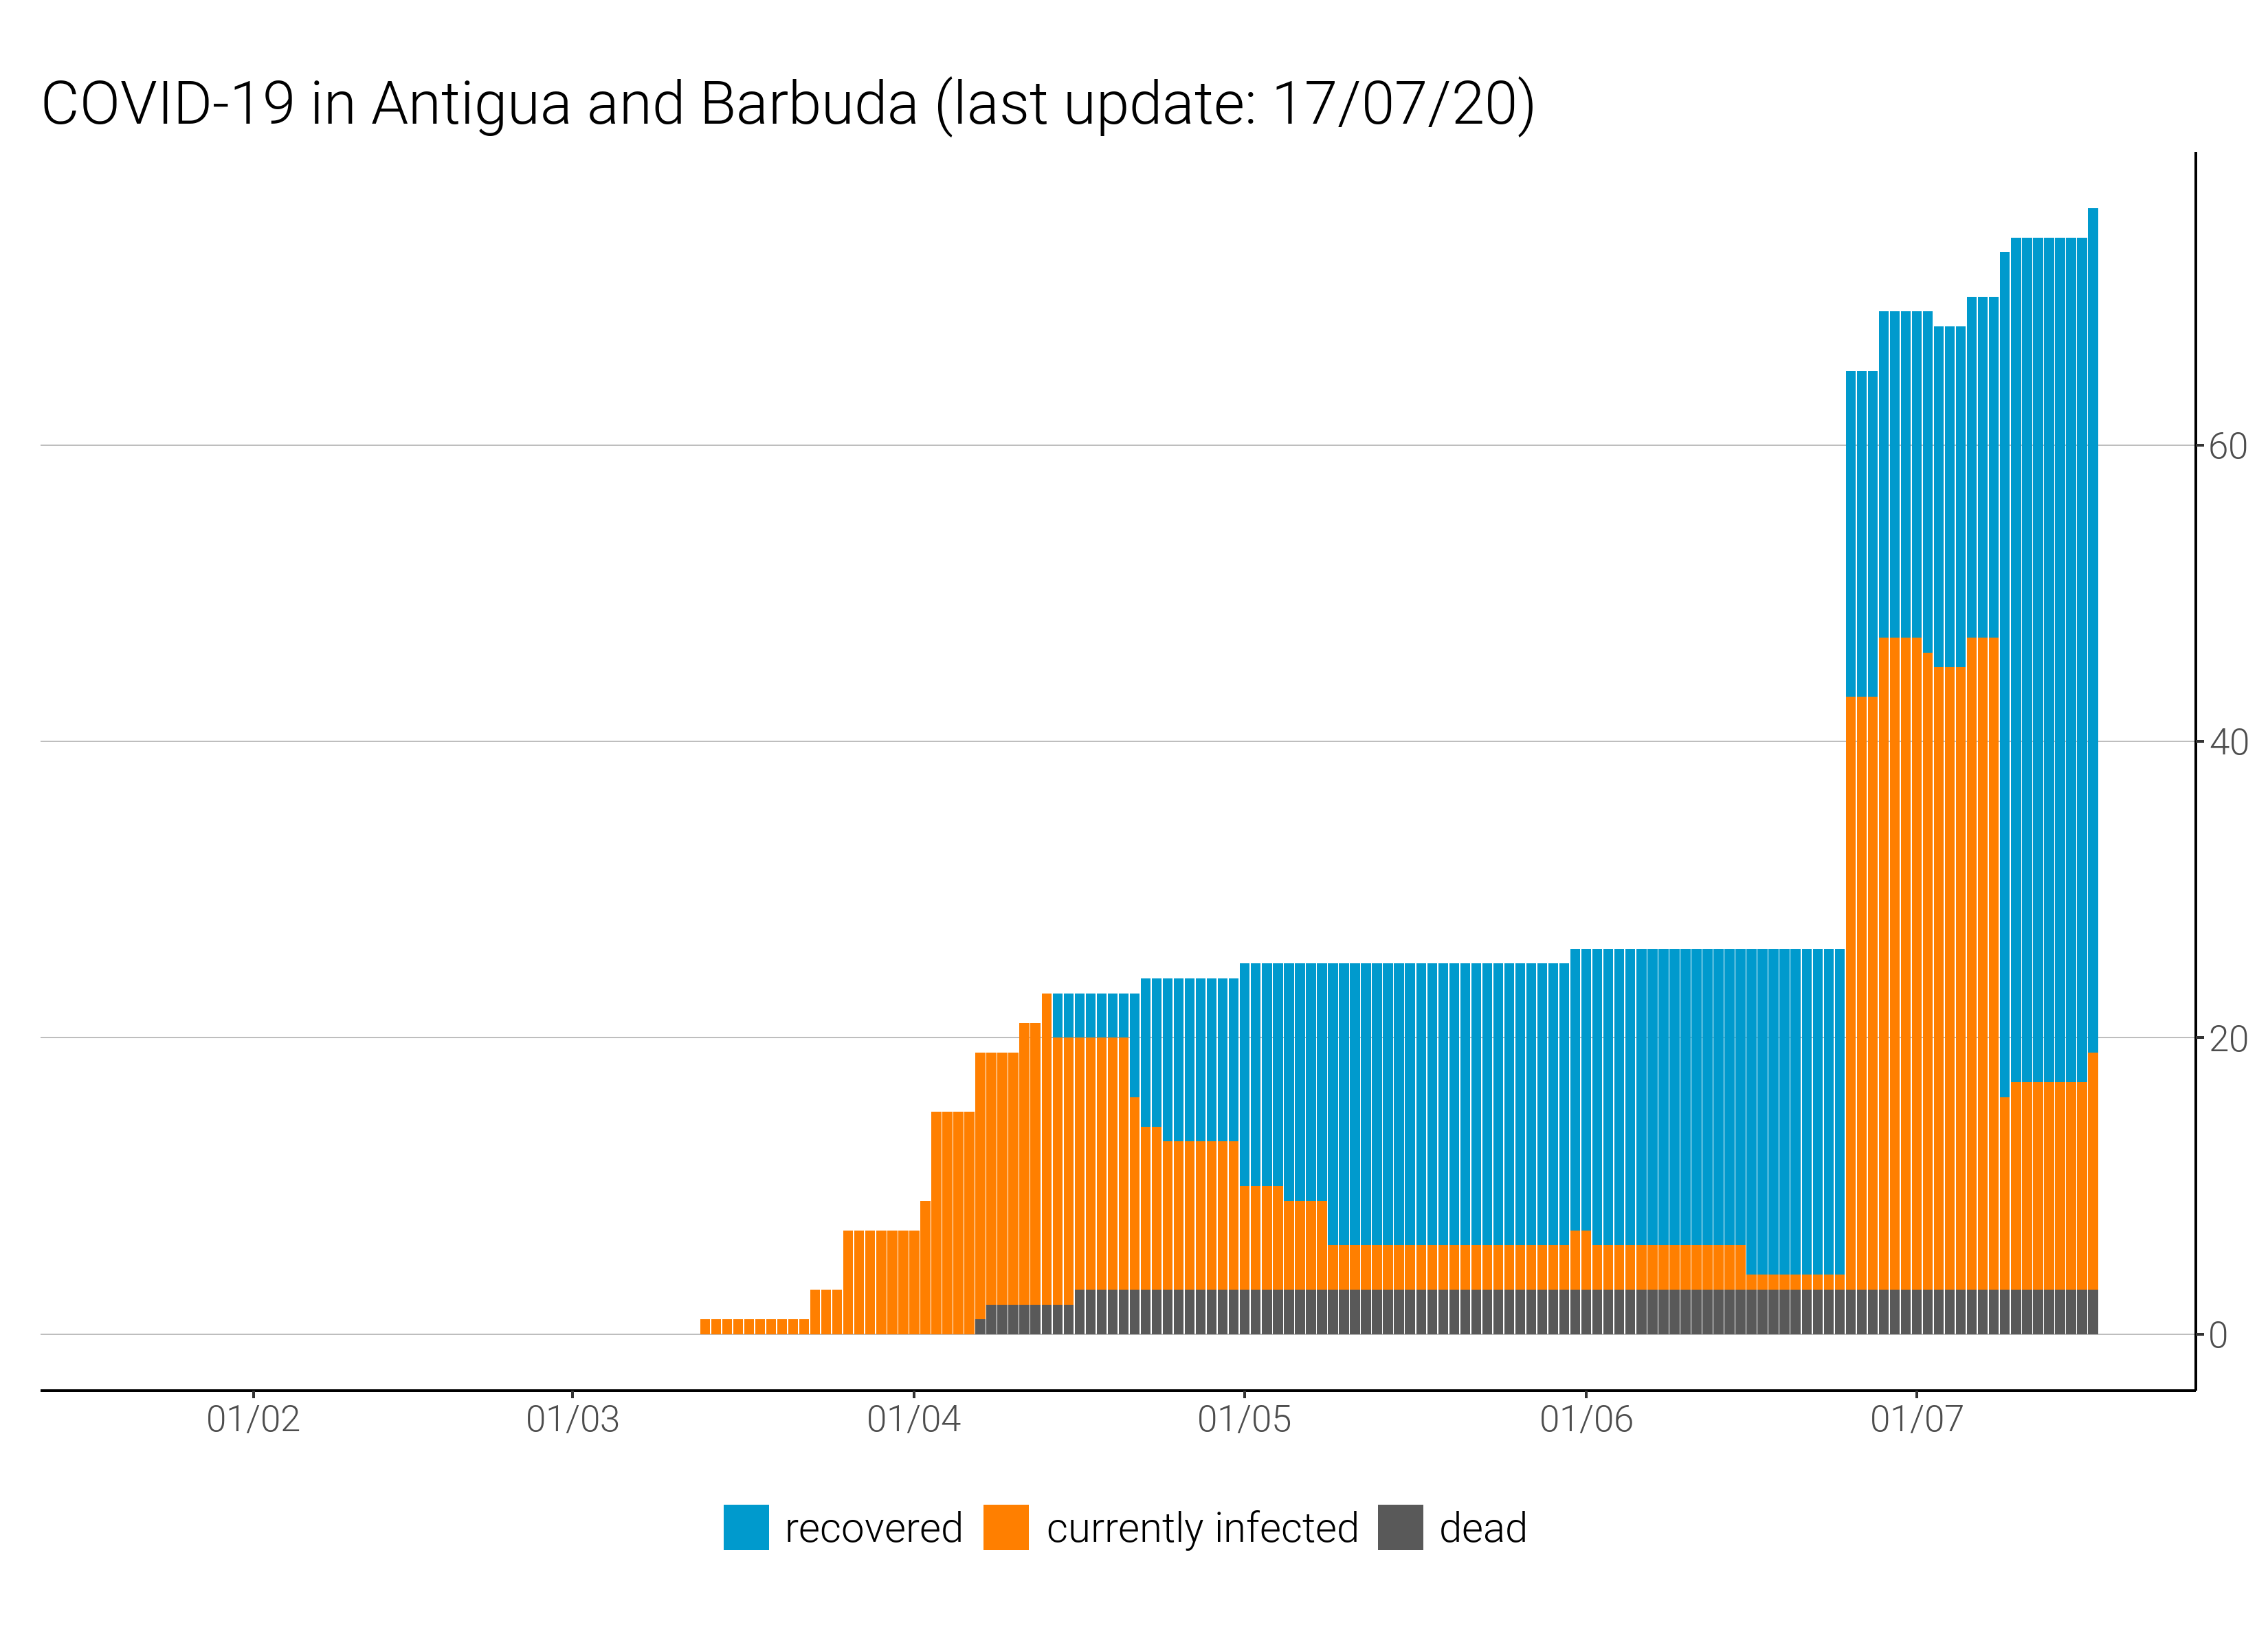 COVID-19 in Antigua and Barbuda (last update: 17/07/20)
60
40
20
0
01/02 01/03 01/04 01/05 01/06 01/07
recovered currently infected dead